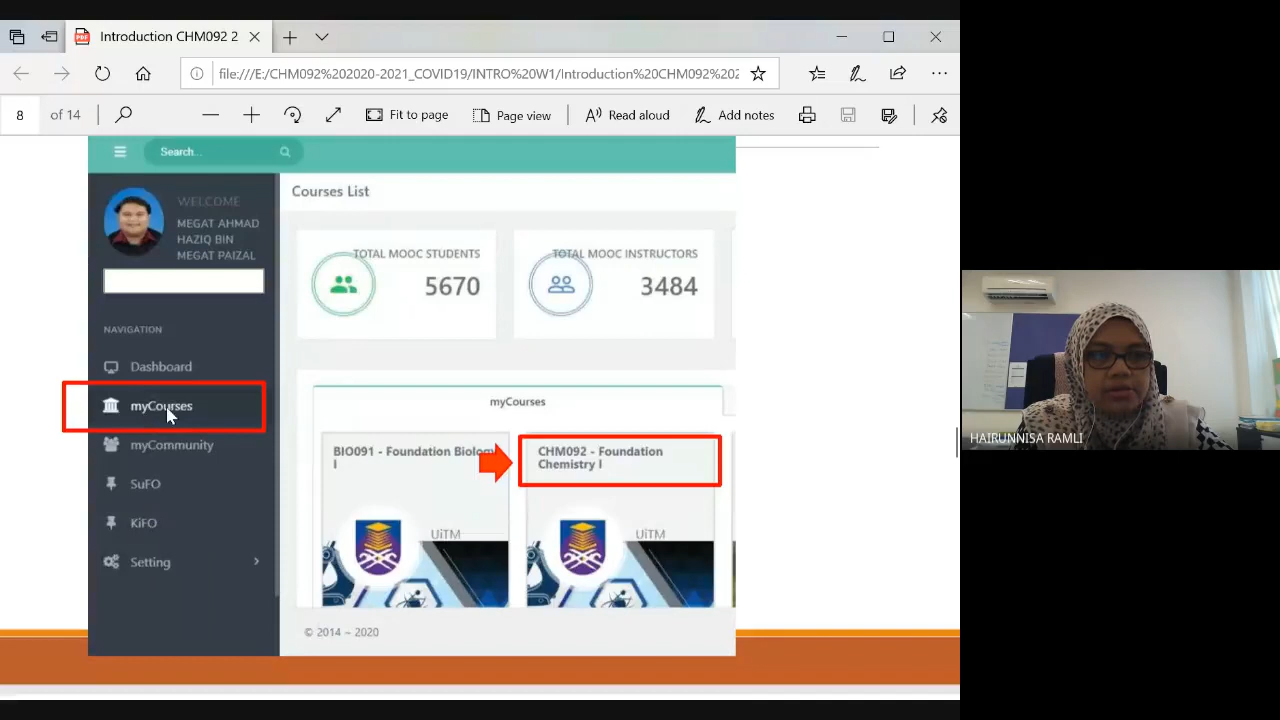 Introduction CHM092 2
file:///E:/CHM092%202020-2021_COVID19/INTRO%20W1/Introduction%20CHM092%202
8 of 14
Fit to page
Page view
Read aloud
Add notes
Search...
WELCOME
MEGAT AHMAD
HAZIQ BIN
MEGAT PAIZAL
NAVIGATION
Dashboard
myCourses
myCommunity
SuFO
KiFO
Setting
Courses List
TOTAL MOOC STUDENTS
5670
TOTAL MOOC INSTRUCTORS
3484
myCourses
BIO091 - Foundation Biology
I
UiTM
CHM092 - Foundation
Chemistry I
UiTM
© 2014 ~ 2020
HAIRUNNISA RAMLI